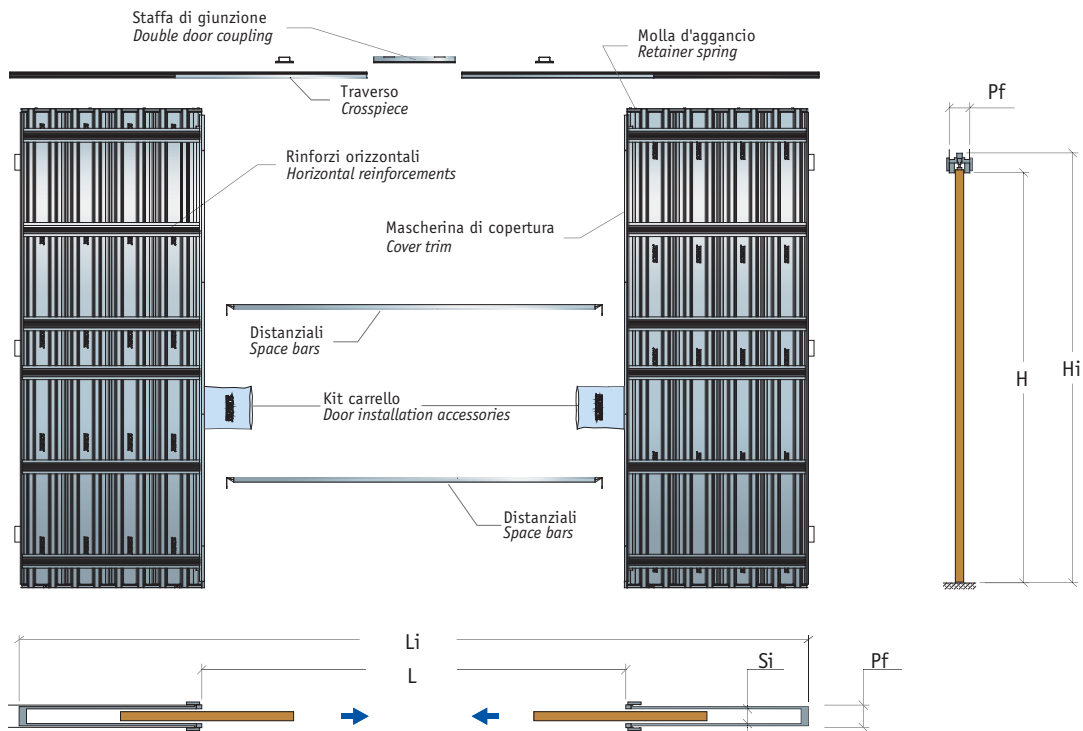 Staffa di giunzione
Double door coupling
Molla d'aggancio
Retainer spring
Traverso
Crosspiece
Pf
Rinforzi orizzontali
Horizontal reinforcements
Mascherina di copertura
Cover trim
Distanziali
Space bars
H
Hi
Kit carrello
Door installation accessories
Distanziali
Space bars
Li
L
Si
Pf